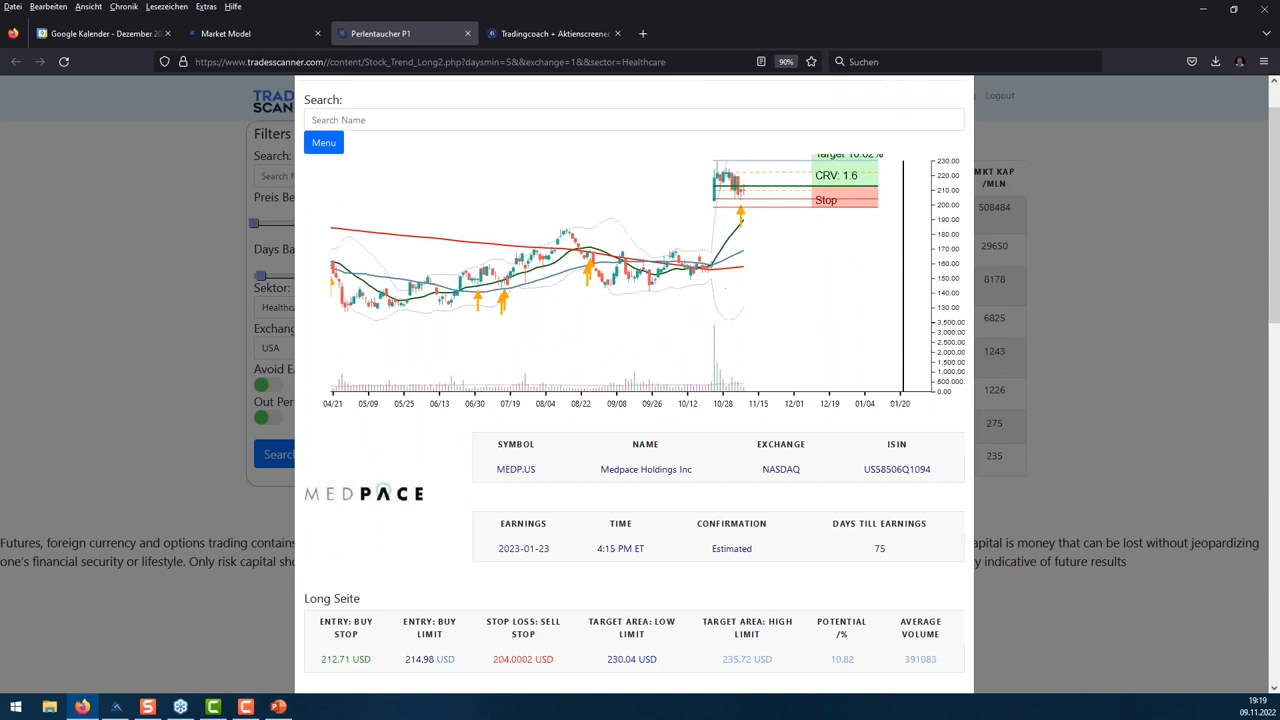 Datei Bearbeiten Ansicht Chronik Lesezeichen Extras Hilfe
Google Kalender - Dezember 20
Market Model
Perlentaucher P1
Tradingcoach + Aktienscreener
https://www.tradesscanner.com//content/Stock_Trend_Long2.php?daysmin=5&&exchange=1&&sector=Healthcare
90%
Suchen
TRAD
SCAN
Logout
Filters
Search:
Search Nam
Preis Be
Days Ba
Sektor:
Healthca
Exchang
USA
Avoid Ea
Out Per
Search
Search:
Search Name
Menu
Target 10.82%
CRV: 1.6
Stop
230.00
220.00
210.00
200.00
190.00
180.00
170.00
160.00
150.00
140.00
130.00
3,500.00
3,000.00
2,500.00
2,000.00
1,500.00
1,000.00
500,000.
0.00
04/21 05/09 05/25 06/13 06/30 07/19 08/04 08/22 09/08 09/26 10/12 10/28 11/15 12/01 12/19 01/04 01/20
MKT KAP
/MLN
508484
29650
8178
6825
1243
1226
275
235
SYMBOL NAME EXCHANGE ISIN
MEDP.US Medpace Holdings Inc NASDAQ US58506Q1094
MEDPACE
EARNINGS TIME CONFIRMATION DAYS TILL EARNINGS
2023-01-23 4:15 PM ET Estimated 75
Futures, foreign currency and options trading contains
apital is money that can be lost without jeopardizing
one's financial security or lifestyle. Only risk capital sho
y indicative of future results
Long Seite
ENTRY: BUY STOP ENTRY: BUY LIMIT STOP LOSS: SELL STOP TARGET AREA: LOW LIMIT TARGET AREA: HIGH LIMIT POTENTIAL /% AVERAGE VOLUME
212.71 USD 214.98 USD 204.0002 USD 230.04 USD 235.72 USD 10.82 391083
19:19
09.11.2022